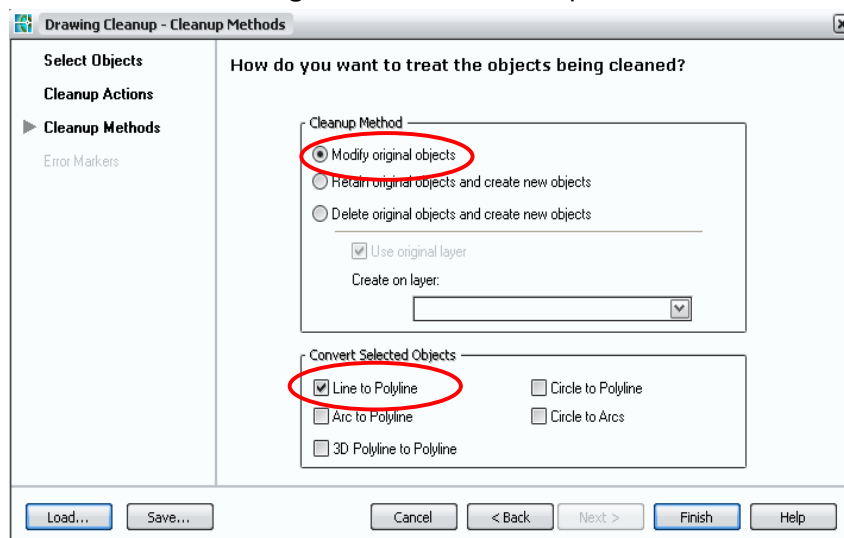 Drawing Cleanup - Cleanup Methods
Select Objects
Cleanup Actions
Cleanup Methods
Error Markers
How do you want to treat the objects being cleaned?
Cleanup Method
Modify original objects
Retain original objects and create new objects
Delete original objects and create new objects
Use original layer
Create on layer:
Convert Selected Objects
Line to Polyline
Circle to Polyline
Arc to Polyline
Circle to Arcs
3D Polyline to Polyline
Load...
Save...
Cancel
< Back
Next >
Finish
Help